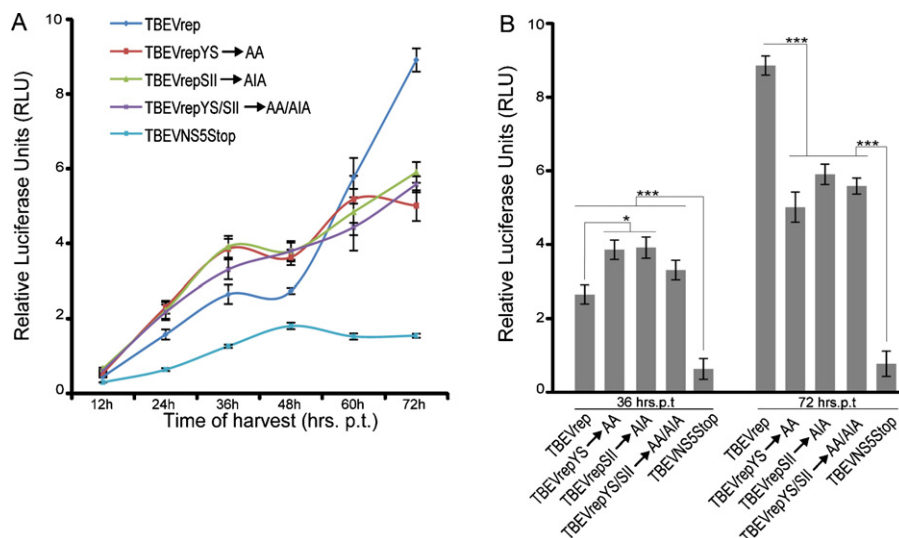 A
Relative Luciferase Units (RLU)
10
8
6
4
2
0
TBEVrep
TBEVrepYS → AA
TBEVrepSII → AIA
TBEVrepYS/SII → AA/AIA
TBEVNS5Stop
12h 24h 36h 48h 60h 72h
Time of harvest (hrs. p.t.)
B
Relative Luciferase Units (RLU)
10
8
6
4
2
0
***
***
***
*
36 hrs.p.t
72 hrs.p.t
TBEVrep
TBEVrepYS → AA
TBEVrepSII → AIA
TBEVrepYS/SII → AA/AIA
TBEVNS5Stop
TBEVrep
TBEVrepYS → AA
TBEVrepSII → AIA
TBEVrepYS/SII → AA/AIA
TBEVNS5Stop